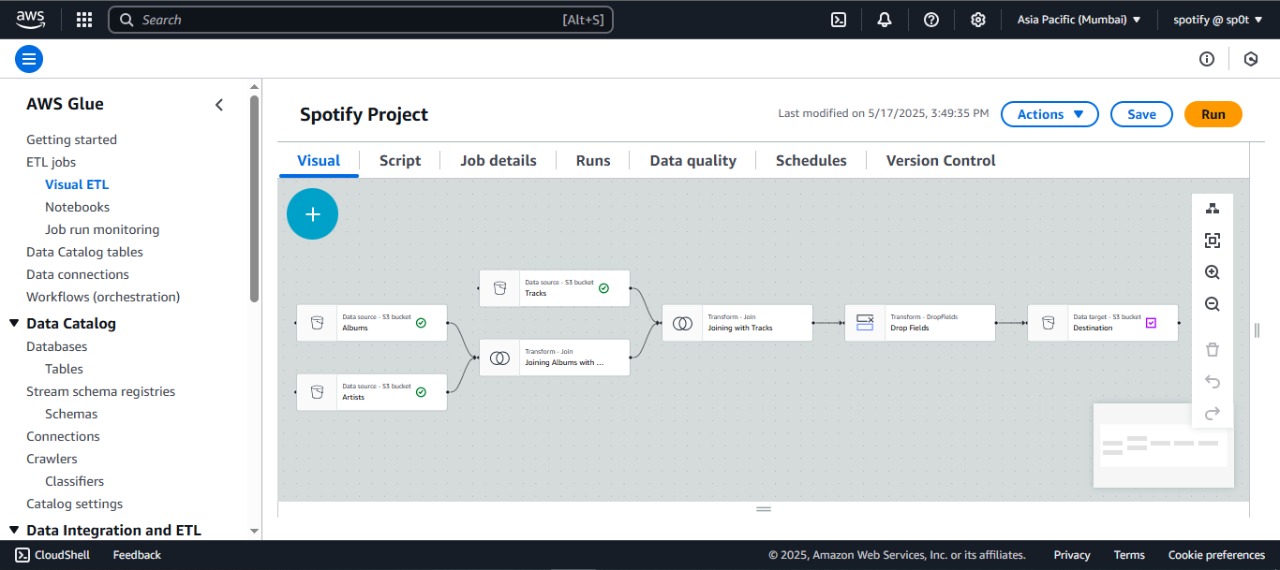 aws
Search
[Alt+S]
Asia Pacific (Mumbai)
spotify @ sp0t
AWS Glue
Getting started
ETL jobs
Visual ETL
Notebooks
Job run monitoring
Data Catalog tables
Data connections
Workflows (orchestration)
Data Catalog
Databases
Tables
Stream schema registries
Schemas
Connections
Crawlers
Classifiers
Catalog settings
Data Integration and ETL
Spotify Project
Last modified on 5/17/2025, 3:49:35 PM
Actions
Save
Run
Visual
Script
Job details
Runs
Data quality
Schedules
Version Control
Data source - S3 bucket
Tracks
Data source - S3 bucket
Albums
Transform - Join
Joining Albums with ...
Data source - S3 bucket
Artists
Transform - Join
Joining with Tracks
Transform - DropFields
Drop Fields
Data target - S3 bucket
Destination
CloudShell
Feedback
© 2025, Amazon Web Services, Inc. or its affiliates.
Privacy
Terms
Cookie preferences